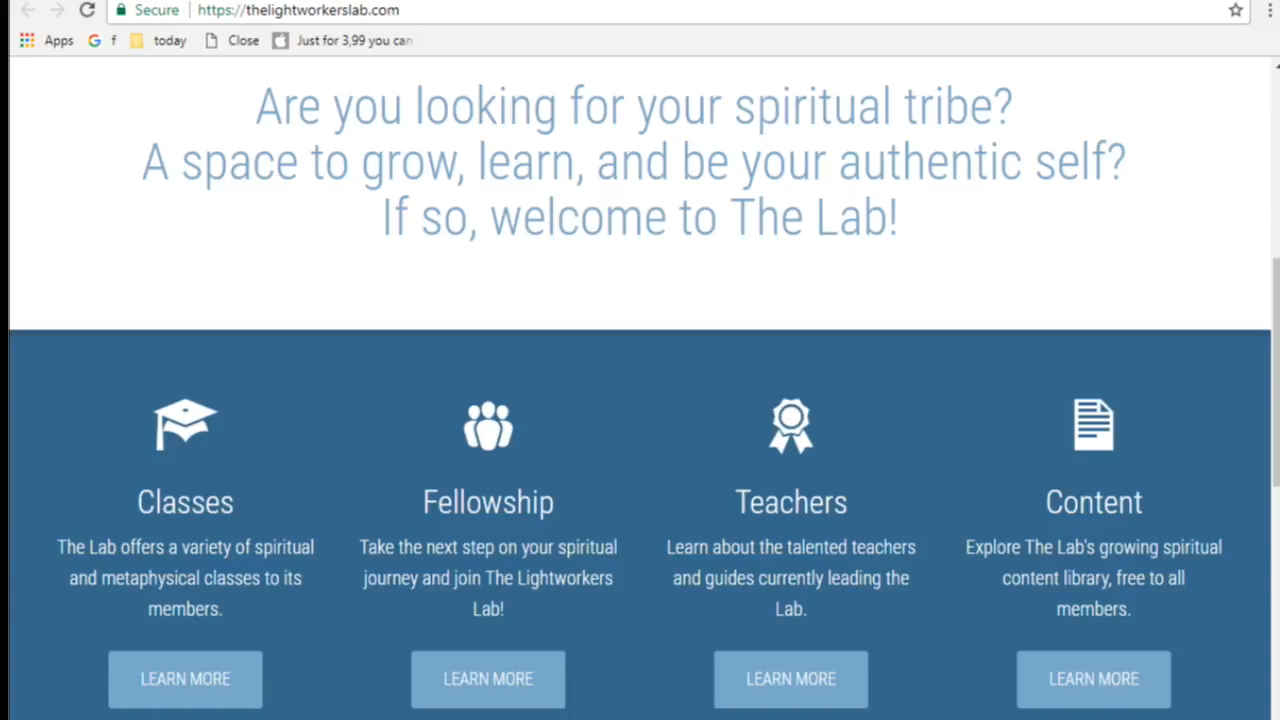 Secure https://thelightworkerslab.com
Apps f today Close Just for 3,99 you can
Are you looking for your spiritual tribe?
A space to grow, learn, and be your authentic self?
If so, welcome to The Lab!
Classes
The Lab offers a variety of spiritual
and metaphysical classes to its
members.
LEARN MORE
Fellowship
Take the next step on your spiritual
journey and join The Lightworkers
Lab!
LEARN MORE
Teachers
Learn about the talented teachers
and guides currently leading the
Lab.
LEARN MORE
Content
Explore The Lab's growing spiritual
content library, free to all
members.
LEARN MORE